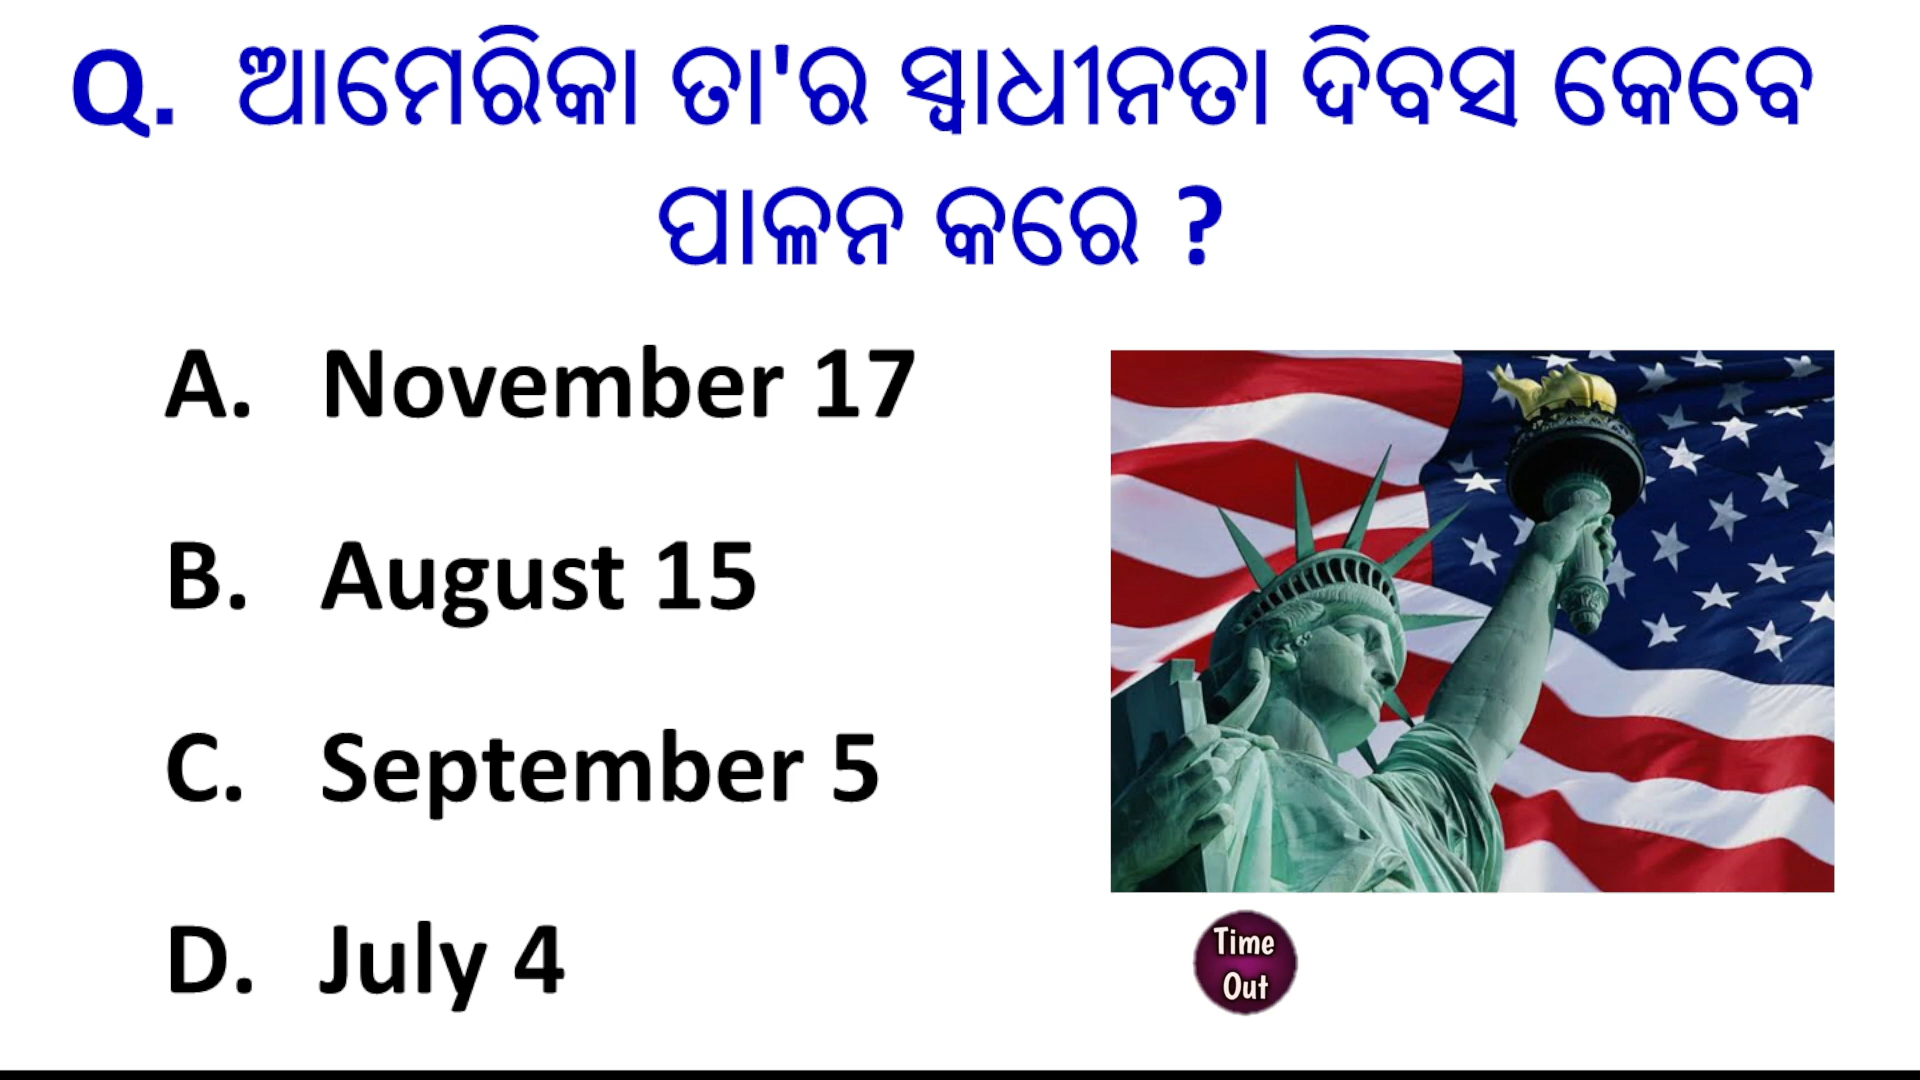 Q. ଆମେରିକା ତା'ର ସ୍ଵାଧୀନତା ଦିବସ କେବେ
ପାଳନ କରେ ?
A. November 17
B. August 15
C. September 5
D. July 4
Time
Out